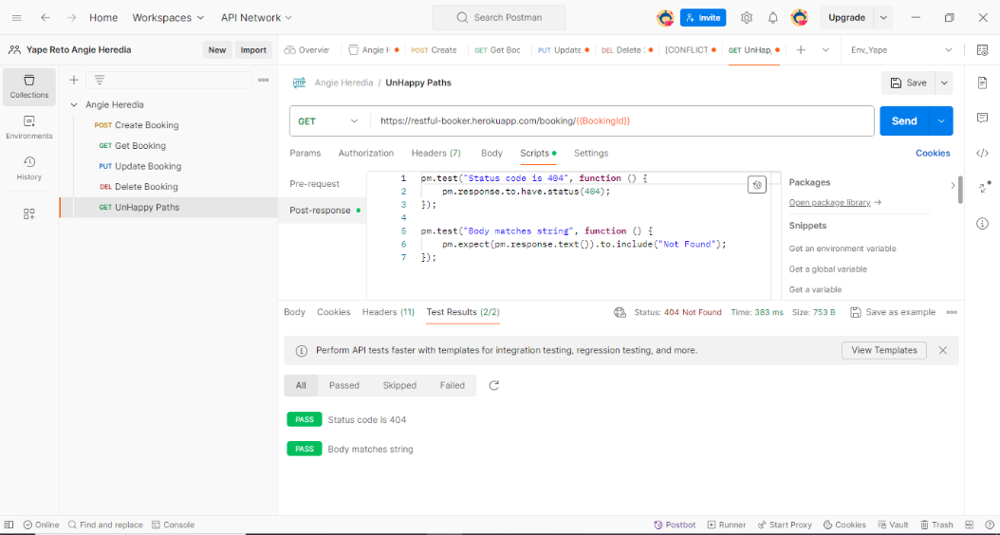 Home Workspaces API Network Search Postman Invite Upgrade
Yape Reto Angie Heredia New Import Overvie Angie H POST Create GET Get Boc PUT Update DEL Delete [CONFLICT GET UnHap Env_Yape
Collections
Environments
History
Angie Heredia
POST Create Booking
GET Get Booking
PUT Update Booking
DEL Delete Booking
GET UnHappy Paths
HTTP Angie Heredia / UnHappy Paths Save
GET https://restful-booker.herokuapp.com/booking/{{BookingId}} Send
Params Authorization Headers (7) Body Scripts Settings Cookies
Pre-request
Post-response
1 pm.test("Status code is 404", function () {
2 pm.response.to.have.status(404);
3 });
4
5 pm.test("Body matches string", function () {
6 pm.expect(pm.response.text()).to.include("Not Found");
7 });
Packages
Open package library →
Snippets
Get an environment variable
Get a global variable
Get a variable
Body Cookies Headers (11) Test Results (2/2) Status: 404 Not Found Time: 383 ms Size: 753 B Save as example
Perform API tests faster with templates for integration testing, regression testing, and more. View Templates
All Passed Skipped Failed
PASS Status code is 404
PASS Body matches string
Online Find and replace Console Postbot Runner Start Proxy Cookies Vault Trash